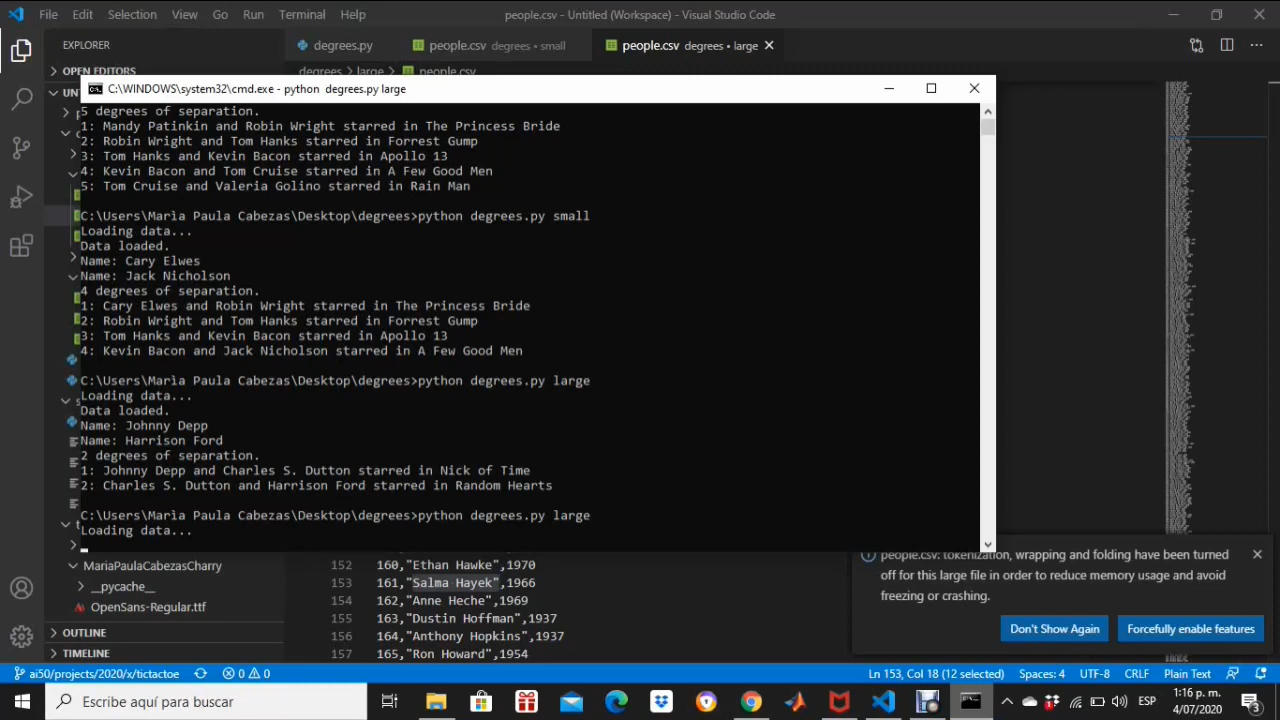 File Edit Selection View Go Run Terminal Help
people.csv - Untitled (Workspace) - Visual Studio Code
EXPLORER
degrees.py
people.csv degrees • small
people.csv degrees • large
OPEN EDITORS
degrees > large > people.csv
C:\WINDOWS\system32\cmd.exe - python degrees.py large
5 degrees of separation.
1: Mandy Patinkin and Robin Wright starred in The Princess Bride
2: Robin Wright and Tom Hanks starred in Forrest Gump
3: Tom Hanks and Kevin Bacon starred in Apollo 13
4: Kevin Bacon and Tom Cruise starred in A Few Good Men
5: Tom Cruise and Valeria Golino starred in Rain Man
C:\Users\Marìa Paula Cabezas\Desktop\degrees>python degrees.py small
Loading data...
Data loaded.
Name: Cary Elwes
Name: Jack Nicholson
4 degrees of separation.
1: Cary Elwes and Robin Wright starred in The Princess Bride
2: Robin Wright and Tom Hanks starred in Forrest Gump
3: Tom Hanks and Kevin Bacon starred in Apollo 13
4: Kevin Bacon and Jack Nicholson starred in A Few Good Men
C:\Users\Marìa Paula Cabezas\Desktop\degrees>python degrees.py large
Loading data...
Data loaded.
Name: Johnny Depp
Name: Harrison Ford
2 degrees of separation.
1: Johnny Depp and Charles S. Dutton starred in Nick of Time
2: Charles S. Dutton and Harrison Ford starred in Random Hearts
C:\Users\Marìa Paula Cabezas\Desktop\degrees>python degrees.py large
Loading data...
152 160,"Ethan Hawke",1970
153 161,"Salma Hayek",1966
154 162,"Anne Heche",1969
155 163,"Dustin Hoffman",1937
156 164,"Anthony Hopkins",1937
157 165,"Ron Howard",1954
MariaPaulaCabezasCharry
__pycache__
OpenSans-Regular.ttf
OUTLINE
TIMELINE
people.csv: tokenization, wrapping and folding have been turned
off for this large file in order to reduce memory usage and avoid
freezing or crashing.
Don't Show Again
Forcefully enable features
ai50/projects/2020/x/tictactoe
0 0
Ln 153, Col 18 (12 selected)
Spaces: 4
UTF-8
CRLF
Plain Text
Escribe aquí para buscar
ESP
1:16 p. m.
4/07/2020
3